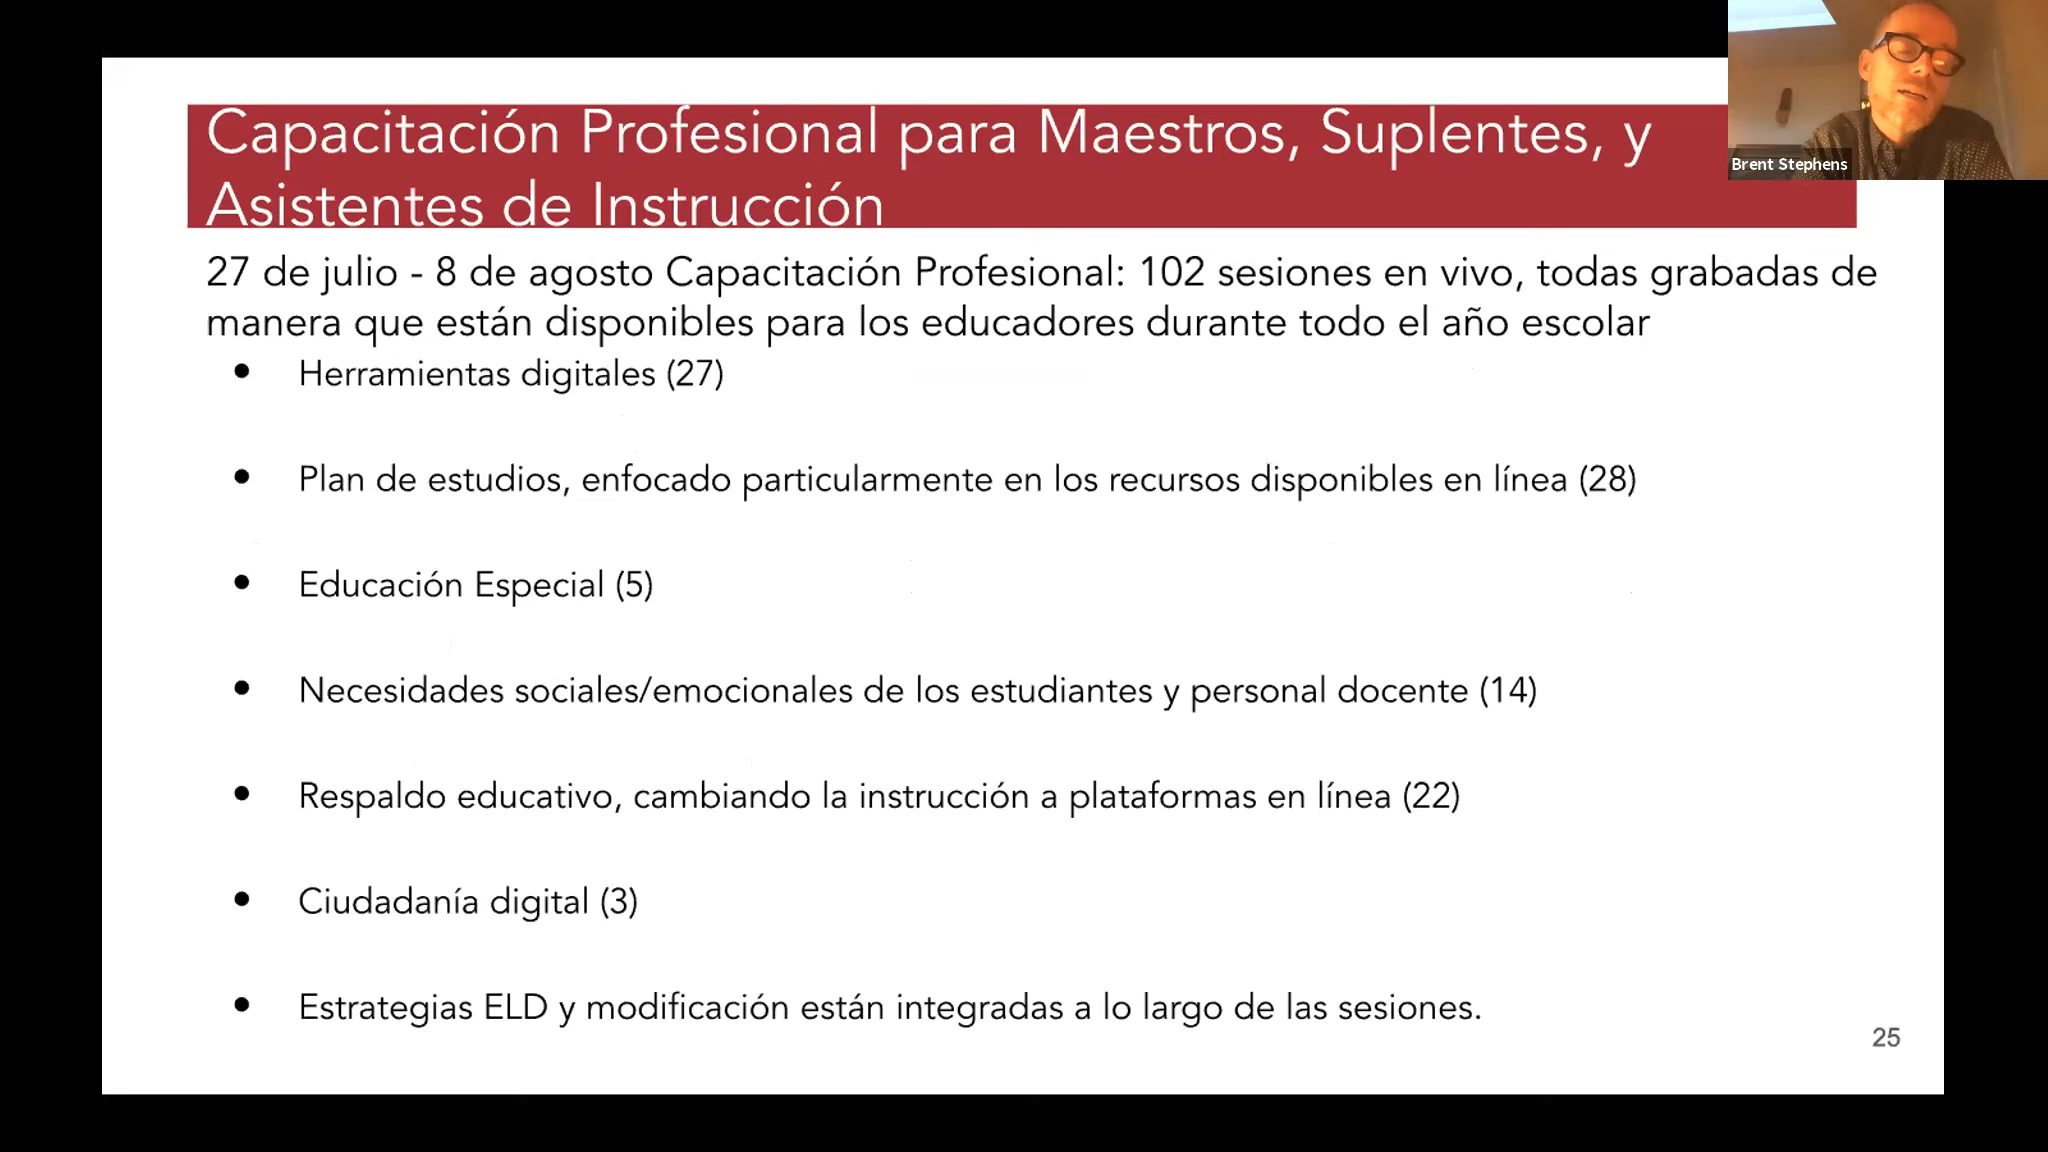 Capacitación Profesional para Maestros, Suplentes, y
Asistentes de Instrucción
Brent Stephens
27 de julio - 8 de agosto Capacitación Profesional: 102 sesiones en vivo, todas grabadas de
manera que están disponibles para los educadores durante todo el año escolar
● Herramientas digitales (27)
● Plan de estudios, enfocado particularmente en los recursos disponibles en línea (28)
● Educación Especial (5)
● Necesidades sociales/emocionales de los estudiantes y personal docente (14)
● Respaldo educativo, cambiando la instrucción a plataformas en línea (22)
● Ciudadanía digital (3)
● Estrategias ELD y modificación están integradas a lo largo de las sesiones.
25